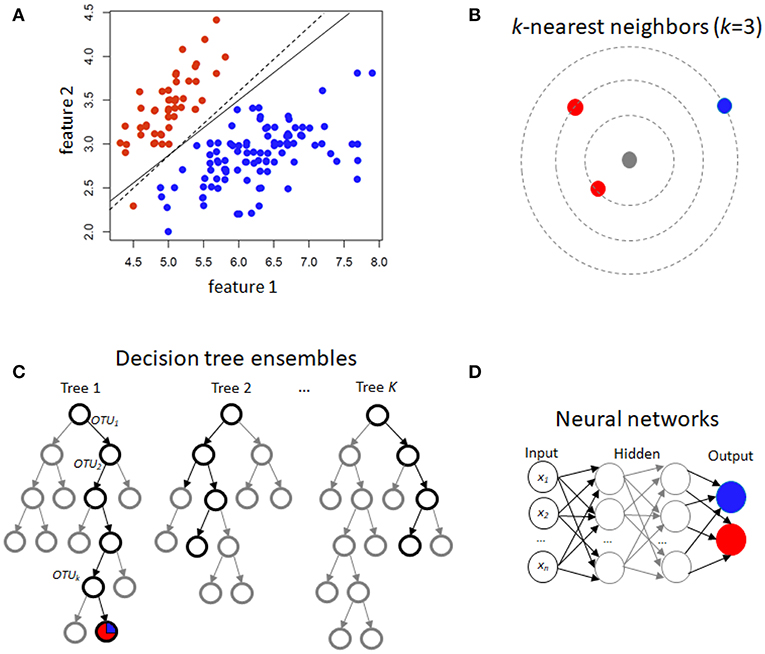 A
feature 2
4.5
4.0
3.5
3.0
2.5
2.0
4.5 5.0 5.5 6.0 6.5 7.0 7.5 8.0
feature 1
B
k-nearest neighbors (k=3)
C
Decision tree ensembles
Tree 1 Tree 2 ... Tree K
OTU1
OTU2
OTUk
D
Neural networks
Input Hidden Output
x1
x2
... ... ...
xn